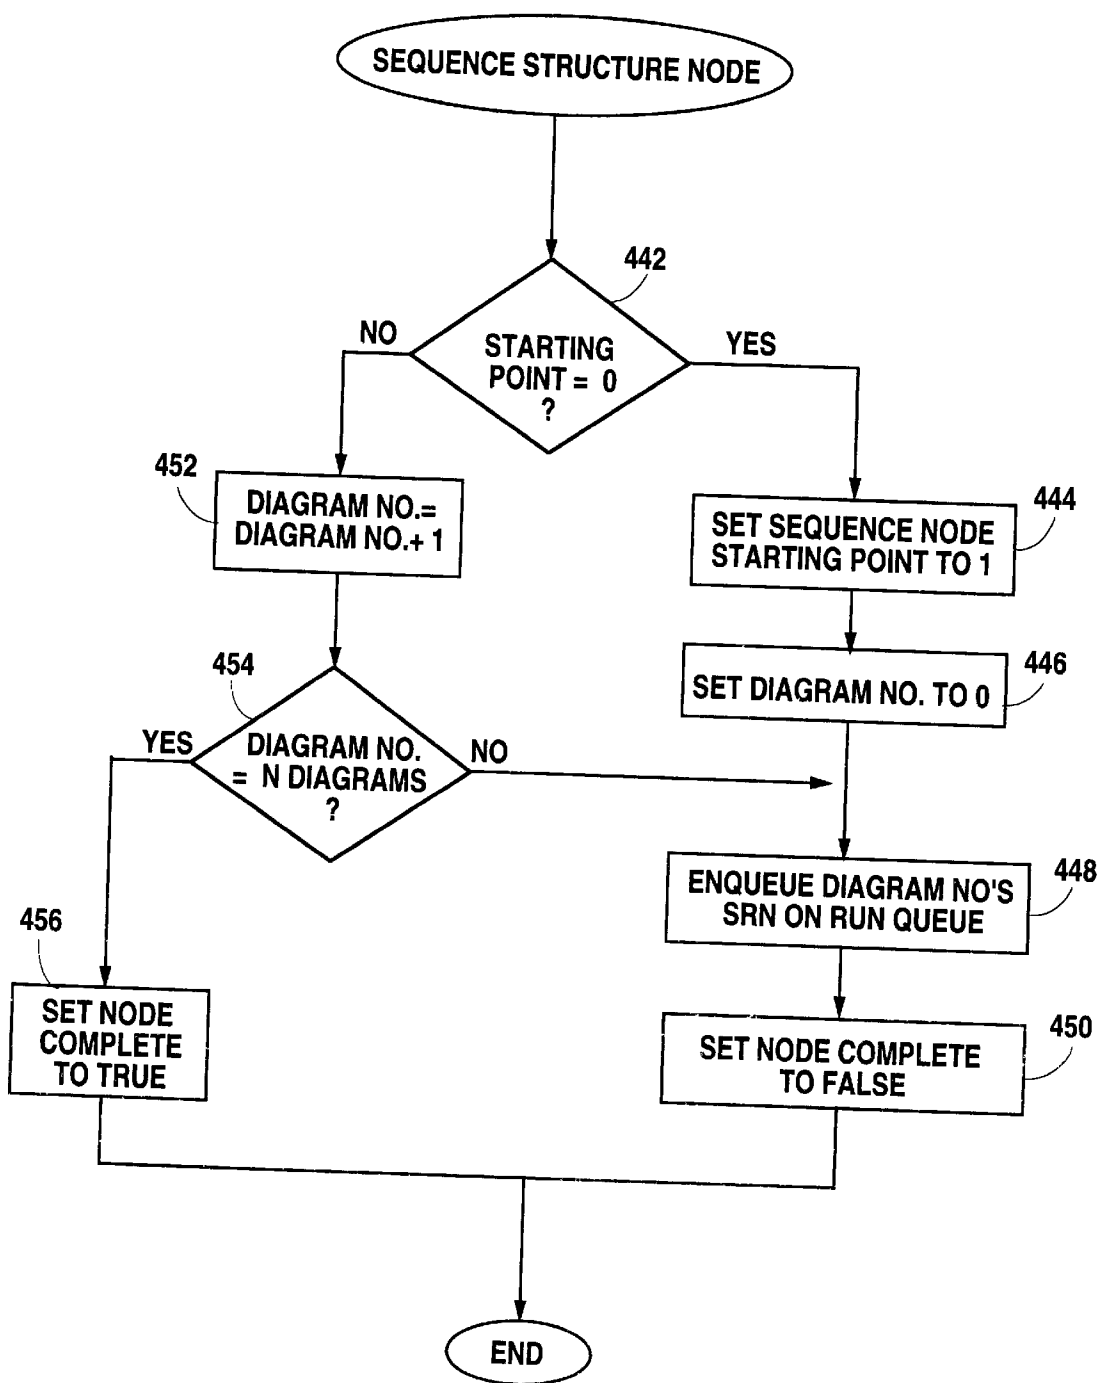 SEQUENCE STRUCTURE NODE
442
NO
YES
STARTING
POINT = 0
?
452
DIAGRAM NO.=
DIAGRAM NO.+ 1
444
SET SEQUENCE NODE
STARTING POINT TO 1
454
446
SET DIAGRAM NO. TO 0
YES
NO
DIAGRAM NO.
= N DIAGRAMS
?
448
ENQUEUE DIAGRAM NO'S
SRN ON RUN QUEUE
456
SET NODE
COMPLETE
TO TRUE
450
SET NODE COMPLETE
TO FALSE
END